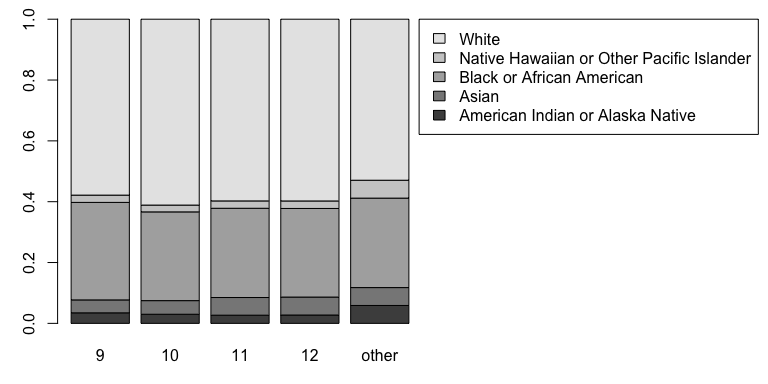 1.0
0.8
0.6
0.4
0.2
0.0
9 10 11 12 other
White
Native Hawaiian or Other Pacific Islander
Black or African American
Asian
American Indian or Alaska Native